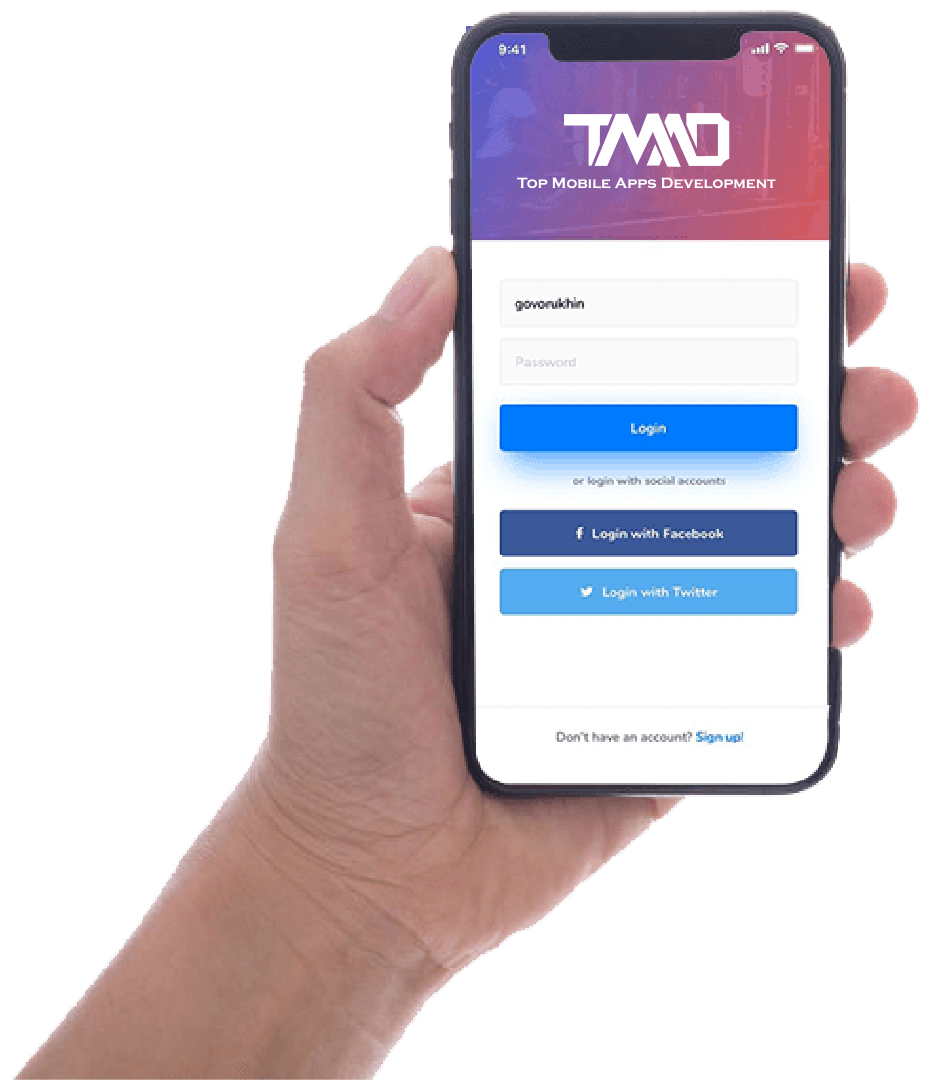 9:41
TMAD
Top Mobile Apps Development
govorukhin
Password
Login
or login with social accounts
Login with Facebook
Login with Twitter
Don't have an account? Sign up!